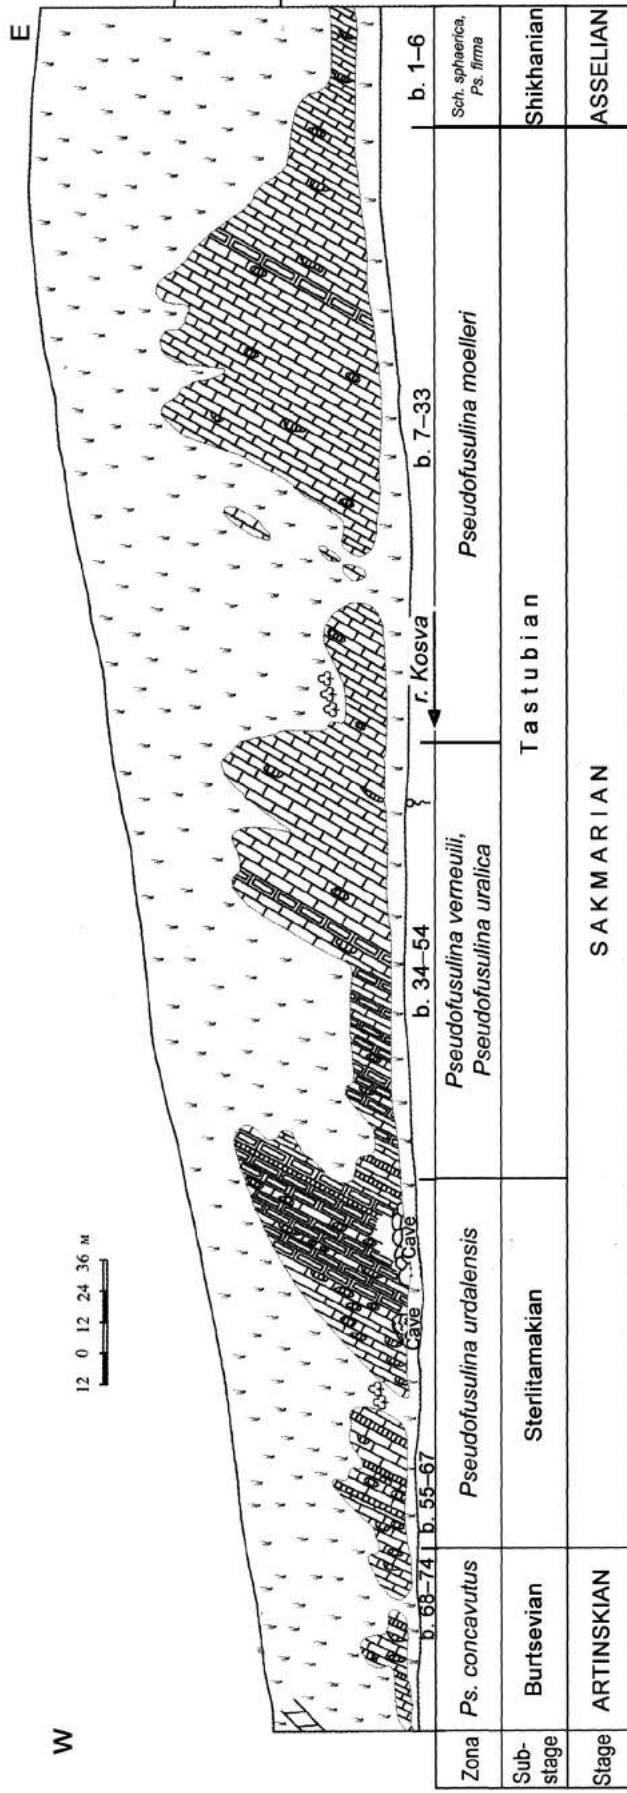 W
E
12 0 12 24 36 м
Cave
Cave
r. Kosva
b. 68–74
b. 55–67
b. 34–54
b. 7–33
b. 1–6
Zona
Ps. concavutus
Pseudofusulina urdalensis
Pseudofusulina verneuili,
Pseudofusulina uralica
Pseudofusulina moelleri
Sch. sphaerica,
Ps. firma
Sub-
stage
Burtsevian
Sterlitamakian
Tastubian
Shikhanian
Stage
ARTINSKIAN
SAKMARIAN
ASSELIAN